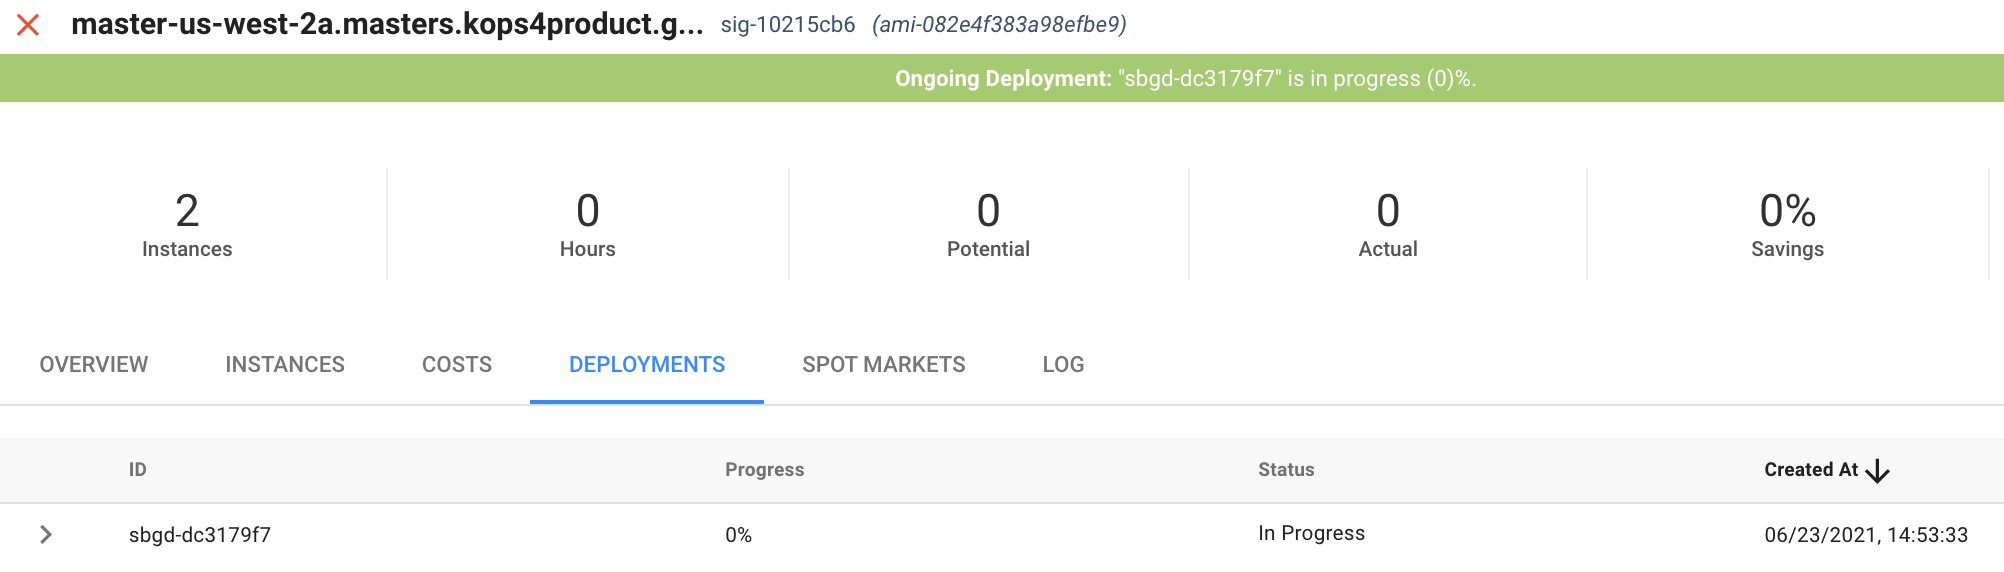 master-us-west-2a.masters.kops4product.g... sig-10215cb6 (ami-082e4f383a98efbe9)
Ongoing Deployment: "sbgd-dc3179f7" is in progress (0)%.
2 0 0 0 0%
Instances Hours Potential Actual Savings
OVERVIEW INSTANCES COSTS DEPLOYMENTS SPOT MARKETS LOG
ID Progress Status Created At
sbgd-dc3179f7 0% In Progress 06/23/2021, 14:53:33